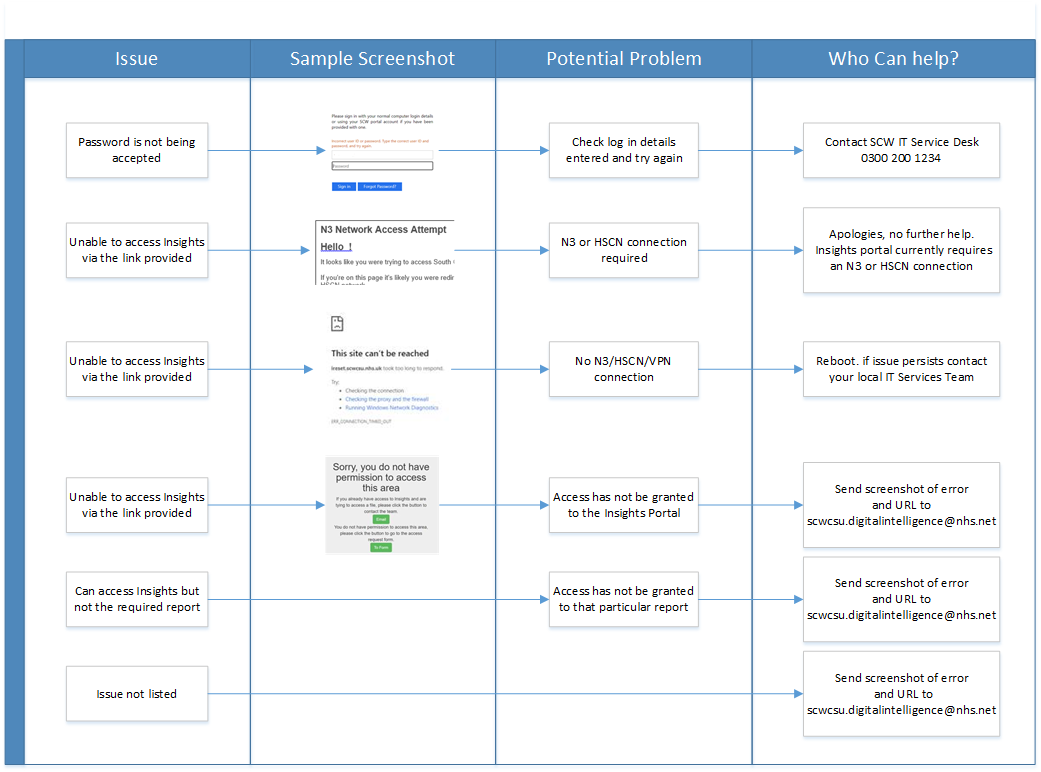 Issue
Sample Screenshot
Potential Problem
Who Can help?
Password is not being
accepted
Please sign in with your normal computer login details
or using your SCW portal account if you have been
provided with one.
Incorrect user ID or password. Type the correct user ID and
password, and try again.
Password
Sign in
Forgot Password?
Check log in details
entered and try again
Contact SCW IT Service Desk
0300 200 1234
Unable to access Insights
via the link provided
N3 Network Access Attempt
Hello !
It looks like you were trying to access South
If you're on this page it's likely you were redir
HSCN network
N3 or HSCN connection
required
Apologies, no further help.
Insights portal currently requires
an N3 or HSCN connection
Unable to access Insights
via the link provided
This site can't be reached
ireset.scwcsu.nhs.uk took too long to respond.
Try:
• Checking the connection
• Checking the proxy and the firewall
• Running Windows Network Diagnostics
ERR_CONNECTION_TIMED_OUT
No N3/HSCN/VPN
connection
Reboot. if issue persists contact
your local IT Services Team
Unable to access Insights
via the link provided
Sorry, you do not have
permission to access
this area
If you already have access to Insights and are
trying to access a file, please click the button to
contact the team.
Email
You do not have permission to access this area,
please click the button to go to the access
request form.
To Form
Access has not be granted
to the Insights Portal
Send screenshot of error
and URL to
scwcsu.digitalintelligence@nhs.net
Can access Insights but
not the required report
Access has not be granted
to that particular report
Send screenshot of error
and URL to
scwcsu.digitalintelligence@nhs.net
Issue not listed
Send screenshot of error
and URL to
scwcsu.digitalintelligence@nhs.net